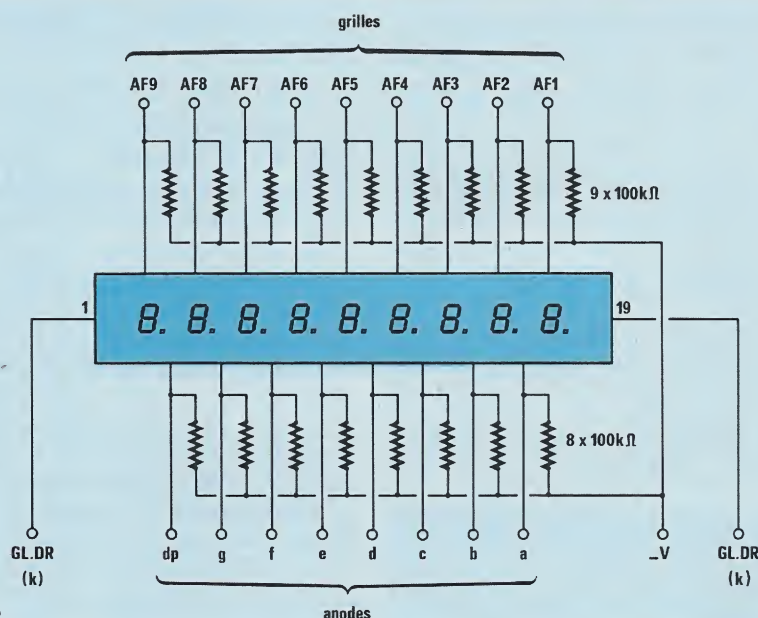 grilles
AF9 AF8 AF7 AF6 AF5 AF4 AF3 AF2 AF1
9 x 100kΩ
1 8. 8. 8. 8. 8. 8. 8. 8. 8. 19
8 x 100kΩ
GL.DR dp g f e d c b a –V GL.DR
(k) (k)
anodes